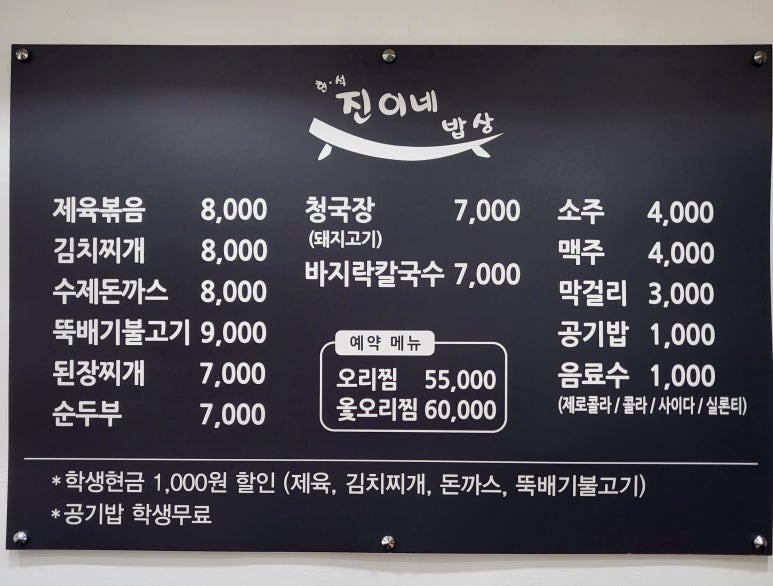 현·석
진이네
밥상
제육볶음 8,000
김치찌개 8,000
수제돈까스 8,000
뚝배기불고기 9,000
된장찌개 7,000
순두부 7,000
청국장 7,000
(돼지고기)
바지락칼국수 7,000
예약 메뉴
오리찜 55,000
옻오리찜 60,000
소주 4,000
맥주 4,000
막걸리 3,000
공기밥 1,000
음료수 1,000
(제로콜라 / 콜라 / 사이다 / 실론티)
*학생현금 1,000원 할인 (제육, 김치찌개, 돈까스, 뚝배기불고기)
*공기밥 학생무료